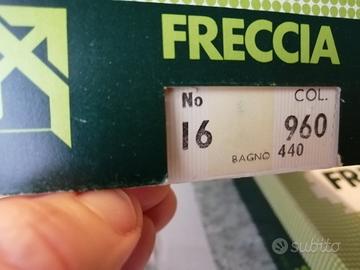 FRECCIA
No COL.
16 960
BAGNO 440
FR
subito